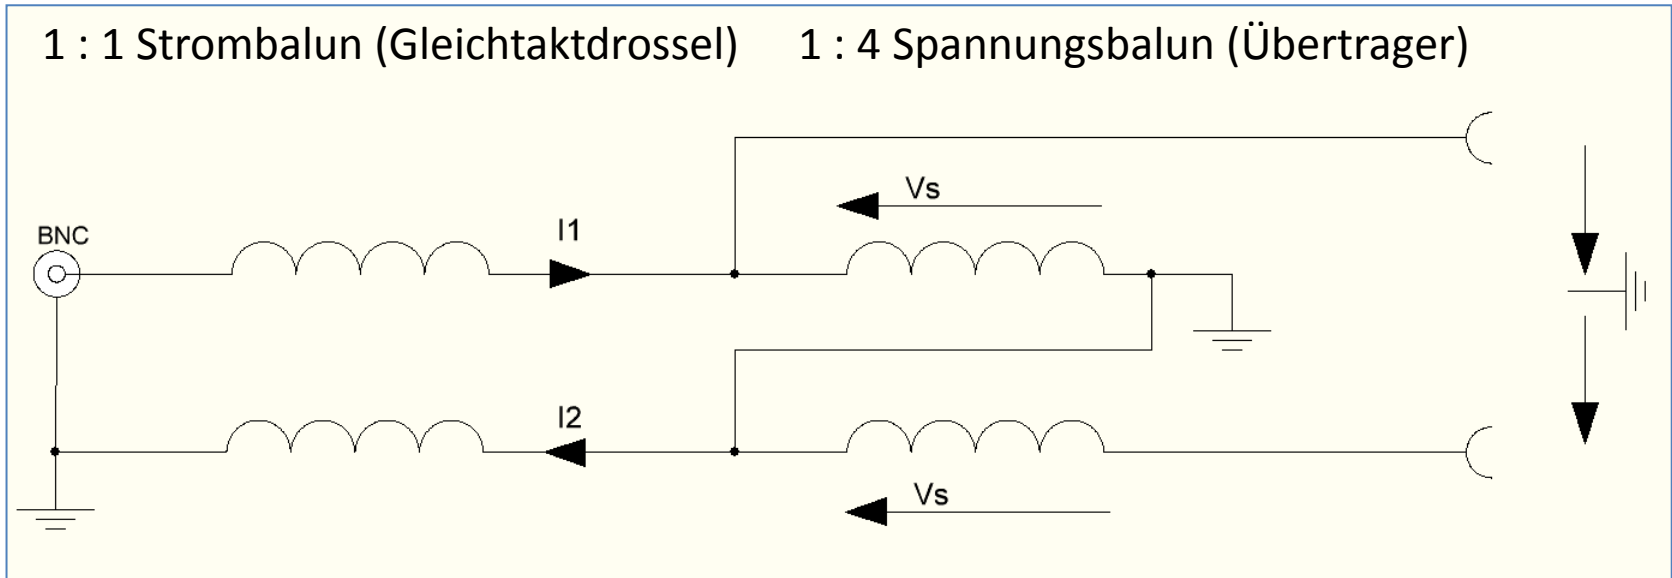 1 : 1 Strombalun (Gleichtaktdrossel) 1 : 4 Spannungsbalun (Übertrager)
Vs
BNC
I1
I2
Vs